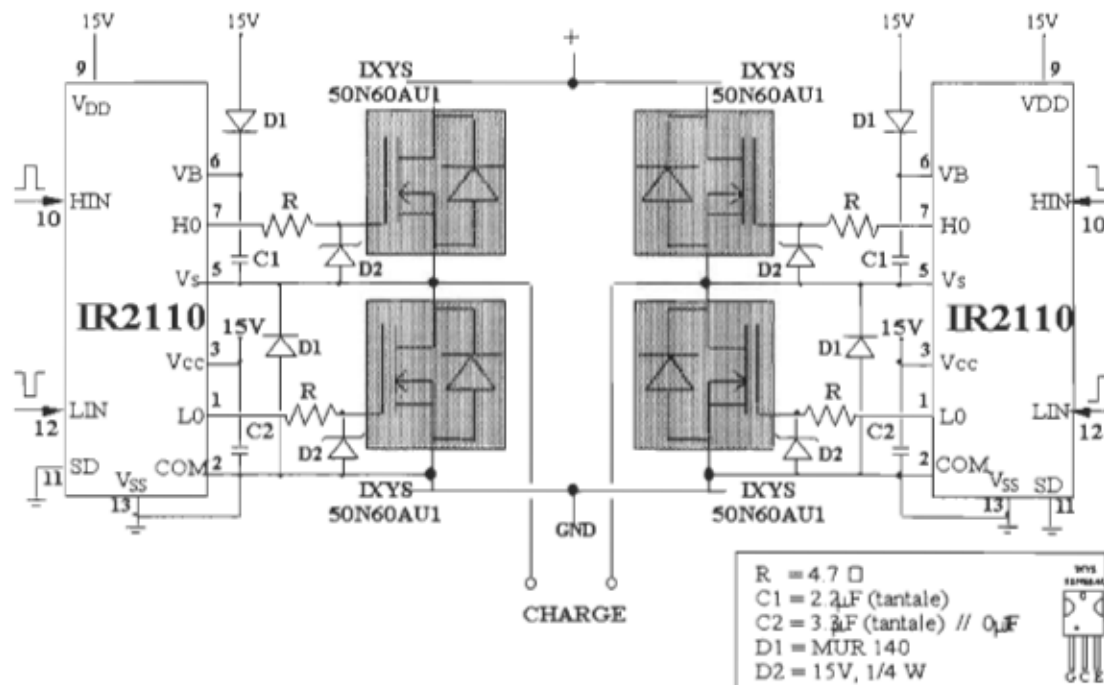 15V
15V
15V
15V
+
9
IXYS
50N60AU1
IXYS
50N60AU1
9
VDD
VDD
D1
D1
6
VB
6
VB
HIN
10
R
R
HIN
10
7
H0
7
H0
C1
D2
D2
C1
5
Vs
5
Vs
IR2110
IR2110
15V
15V
3
Vcc
D1
D1
3
Vcc
R
R
1
L0
1
L0
LIN
12
LIN
12
C2
D2
D2
C2
COM
2
2
COM
SD
11
VSS
13
VSS
13
SD
11
IXYS
50N60AU1
IXYS
50N60AU1
GND
CHARGE
R = 4.7 □
C1 = 2.2µF (tantale)
C2 = 3.3µF (tantale) // 0µF
D1 = MUR 140
D2 = 15V, 1/4 W
IXYS
G C E